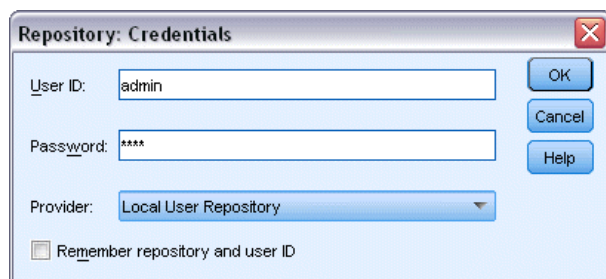 Repository: Credentials
User ID: admin
OK
Cancel
Password: ****
Help
Provider: Local User Repository
Remember repository and user ID